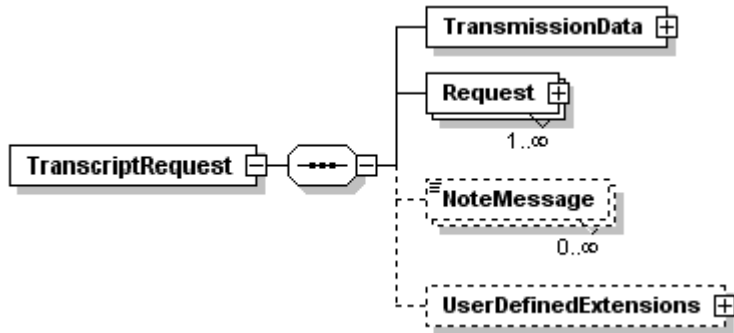 TransmissionData
Request
1..∞
TranscriptRequest
NoteMessage
0..∞
UserDefinedExtensions